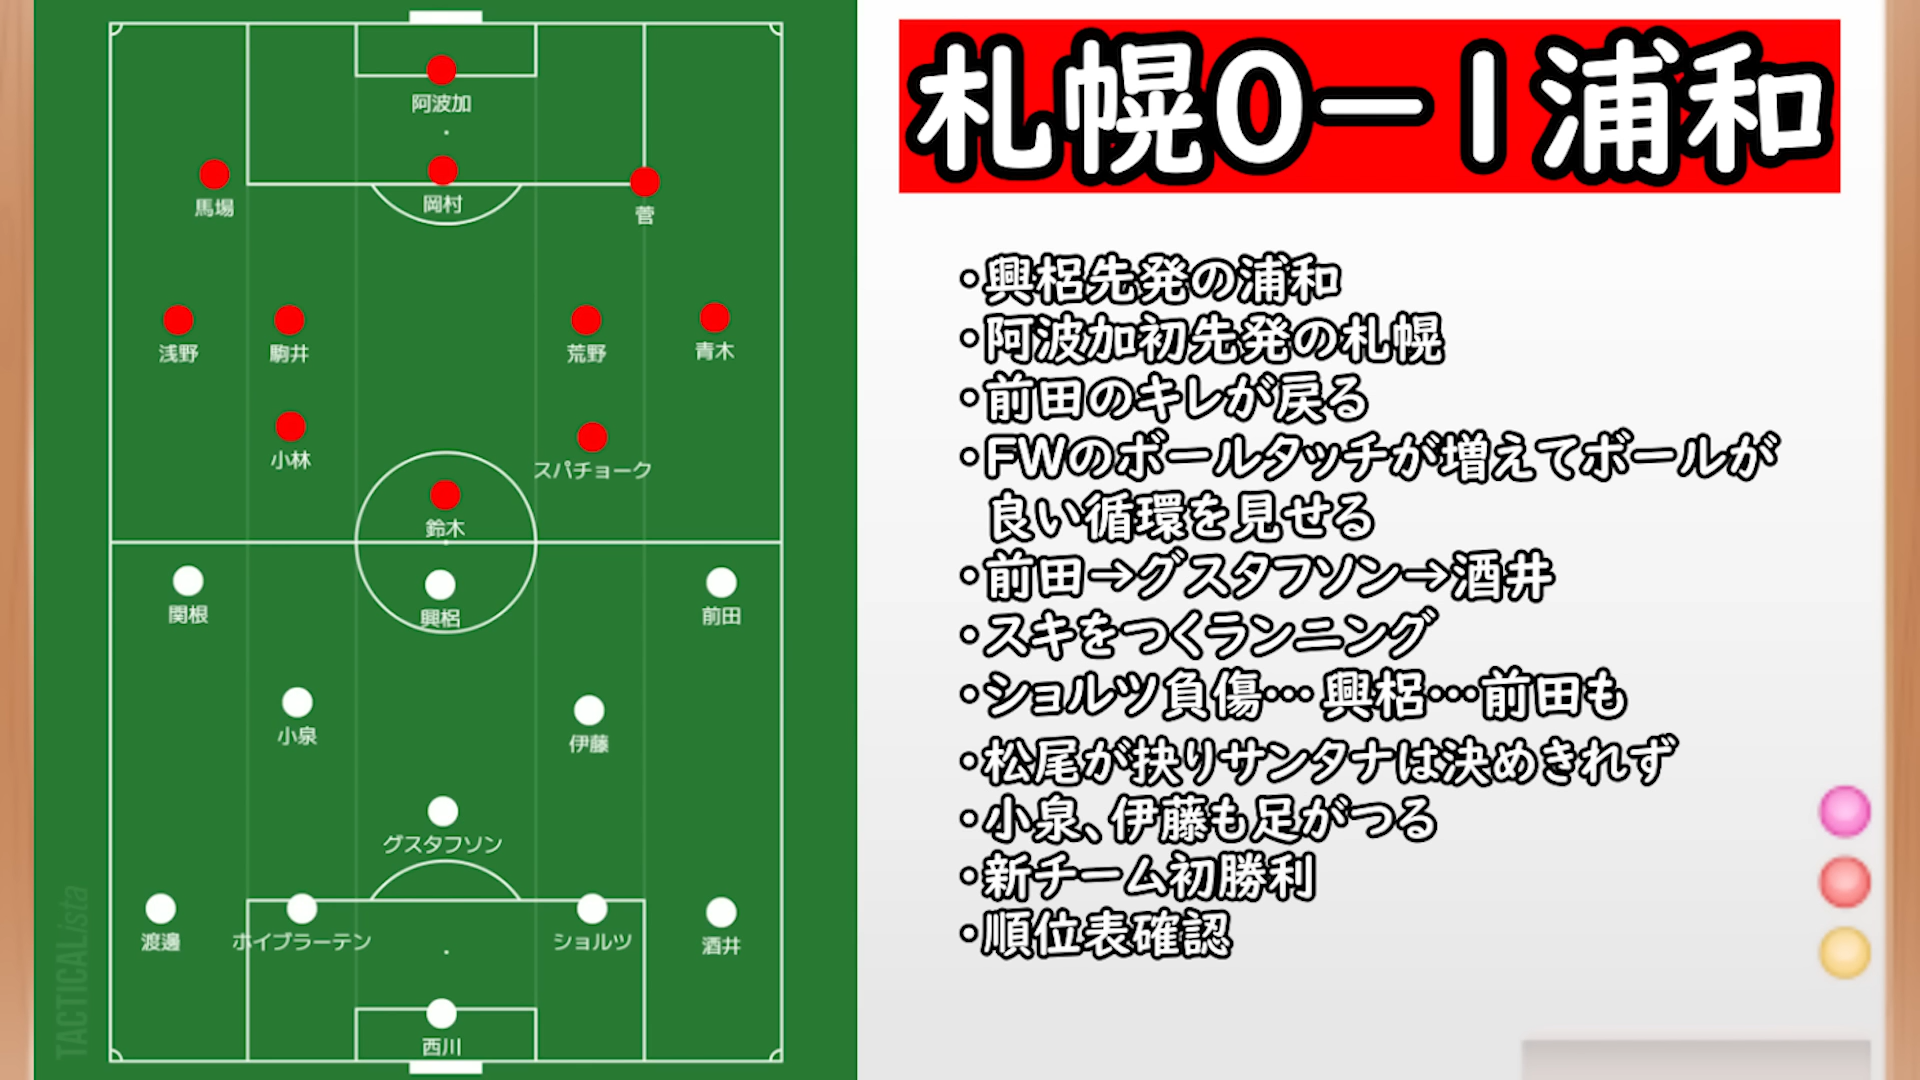 札幌0-1浦和
阿波加
馬場
岡村
菅
浅野
駒井
荒野
青木
小林
スパチョーク
鈴木
関根
興梠
前田
小泉
伊藤
グスタフソン
渡邊
ホイブラーテン
ショルツ
酒井
西川
TACTICALista
・興梠先発の浦和
・阿波加初先発の札幌
・前田のキレが戻る
・FWのボールタッチが増えてボールが
良い循環を見せる
・前田→グスタフソン→酒井
・スキをつくランニング
・ショルツ負傷…興梠…前田も
・松尾が抉りサンタナは決めきれず
・小泉、伊藤も足がつる
・新チーム初勝利
・順位表確認